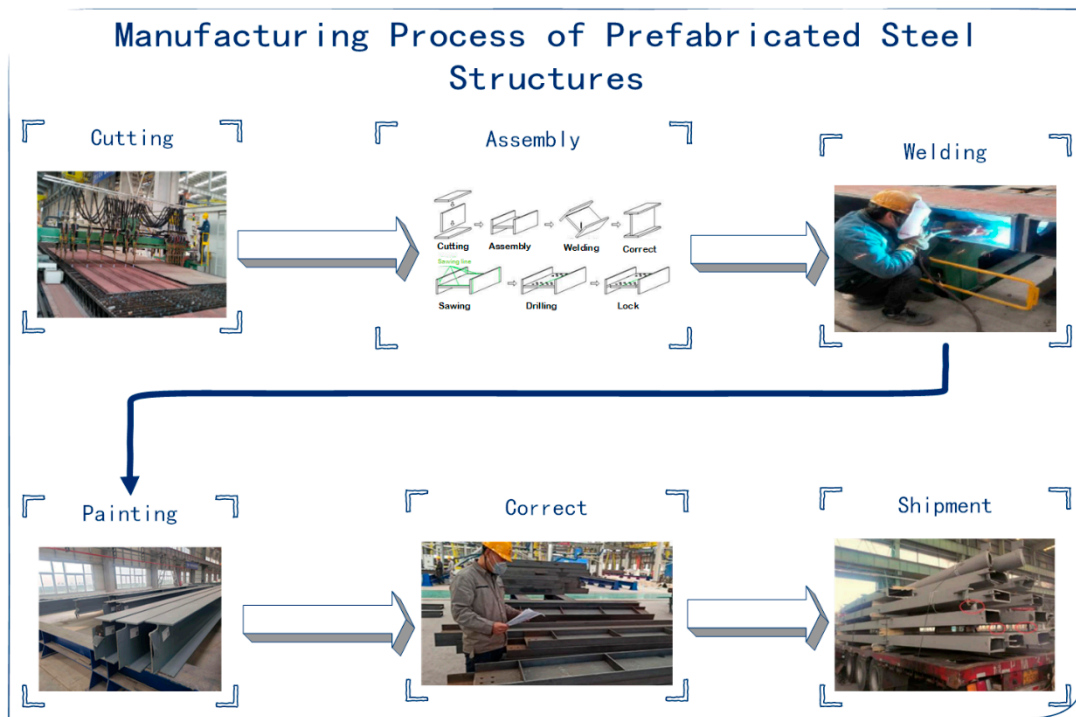 Manufacturing Process of Prefabricated Steel
Structures
Cutting
Assembly
Welding
Cutting
Assembly
Welding
Correct
Sewing line
Sawing
Drilling
Lock
Painting
Correct
Shipment